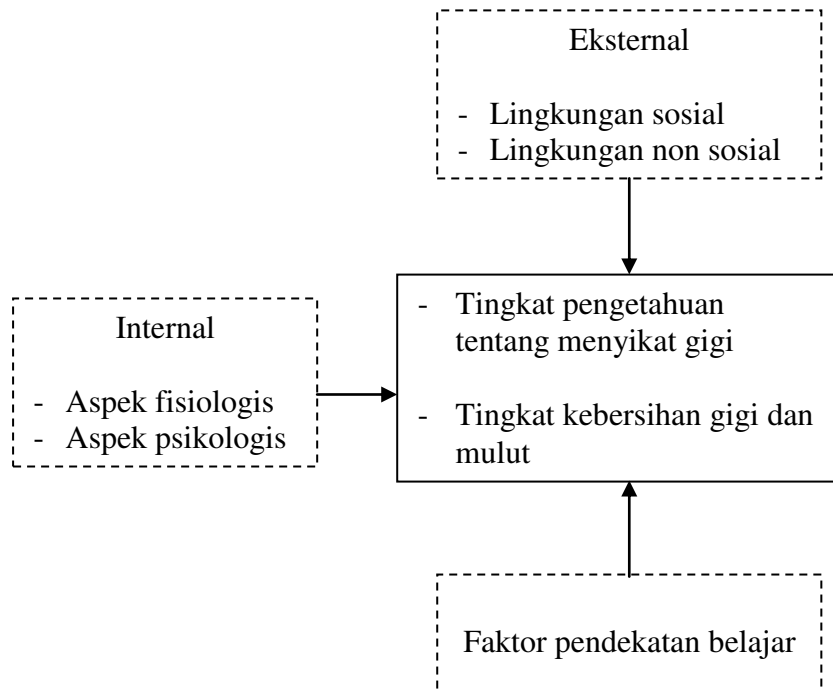 Eksternal
- Lingkungan sosial
- Lingkungan non sosial
Internal
- Aspek fisiologis
- Aspek psikologis
- Tingkat pengetahuan
tentang menyikat gigi
- Tingkat kebersihan gigi dan
mulut
Faktor pendekatan belajar